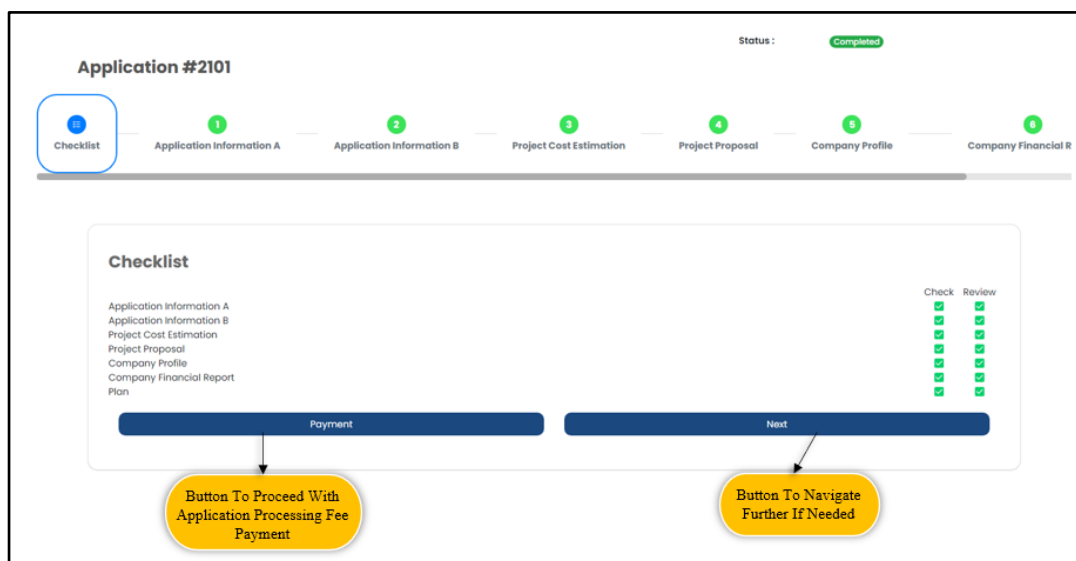 Status :
Completed
Application #2101
1
2
3
4
5
6
Checklist
Application Information A
Application Information B
Project Cost Estimation
Project Proposal
Company Profile
Company Financial R
Checklist
Check Review
Application Information A
Application Information B
Project Cost Estimation
Project Proposal
Company Profile
Company Financial Report
Plan
Payment
Next
Button To Proceed With
Application Processing Fee
Payment
Button To Navigate
Further If Needed